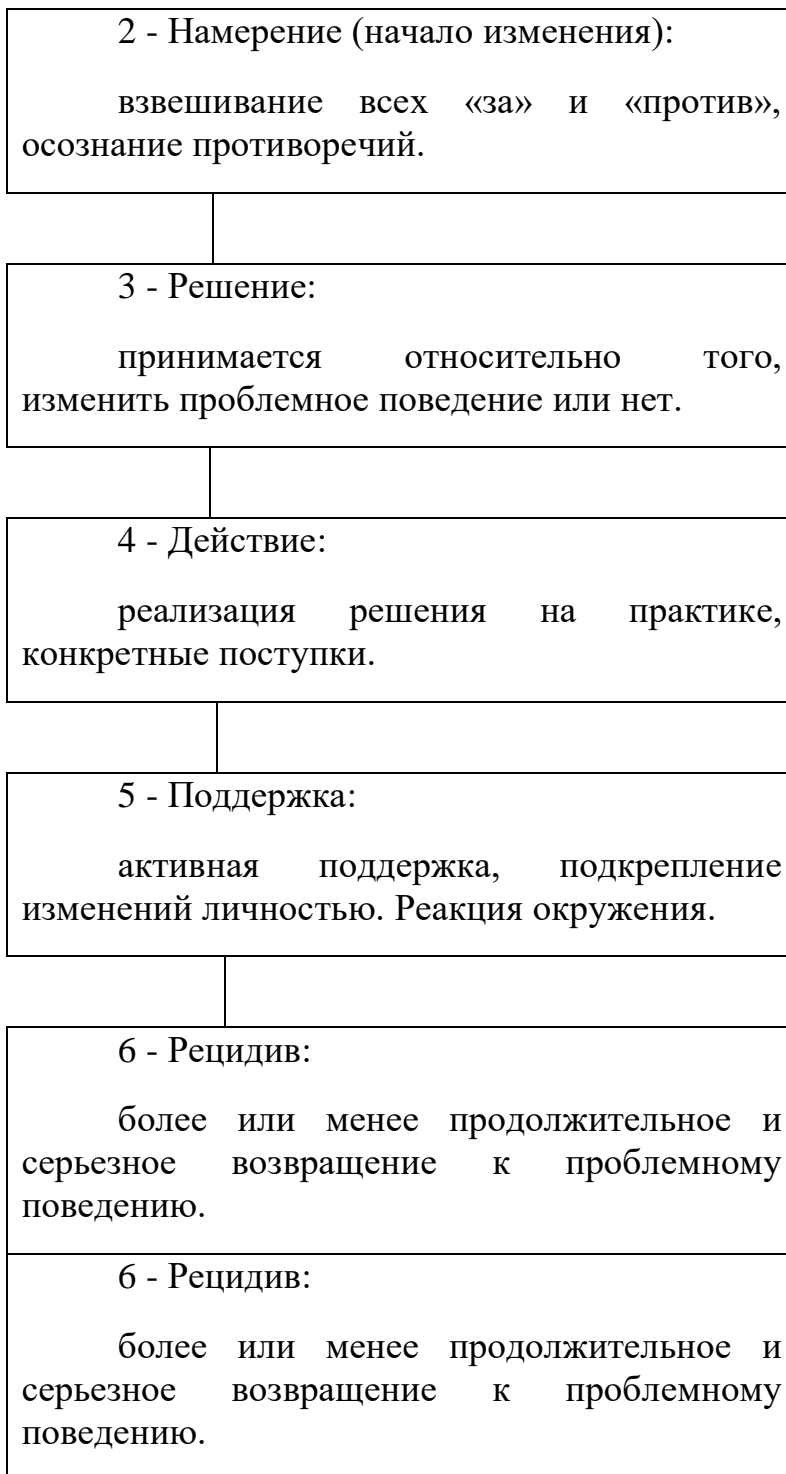 2 - Намерение (начало изменения):
взвешивание всех «за» и «против»,
осознание противоречий.
3 - Решение:
принимается относительно того,
изменить проблемное поведение или нет.
4 - Действие:
реализация решения на практике,
конкретные поступки.
5 - Поддержка:
активная поддержка, подкрепление
изменений личностью. Реакция окружения.
6 - Рецидив:
более или менее продолжительное и
серьезное возвращение к проблемному
поведению.
6 - Рецидив:
более или менее продолжительное и
серьезное возвращение к проблемному
поведению.